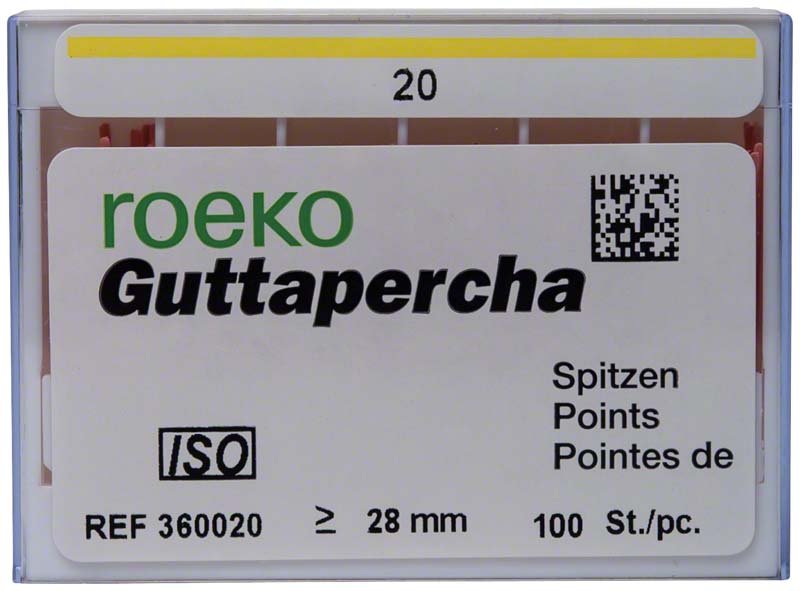 20
roeko
Guttapercha
Spitzen
Points
Pointes de
ISO
REF 360020 ≥ 28 mm 100 St./pc.